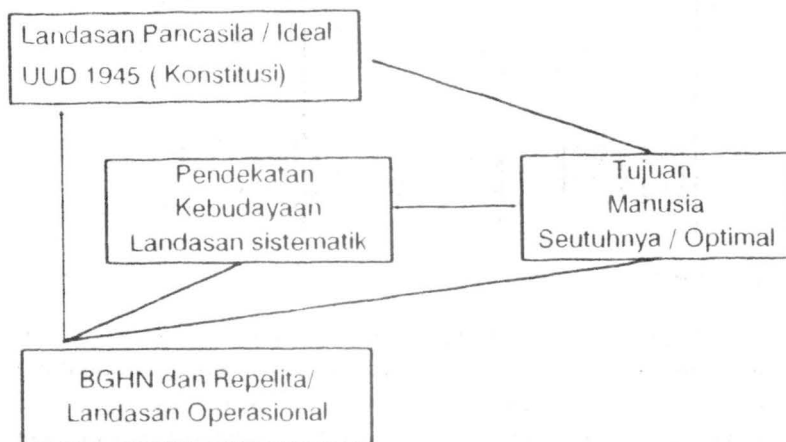 Landasan Pancasila / Ideal
UUD 1945 ( Konstitusi)
Pendekatan
Kebudayaan
Landasan sistematik
Tujuan
Manusia
Seutuhnya / Optimal
BGHN dan Repelita/
Landasan Operasional